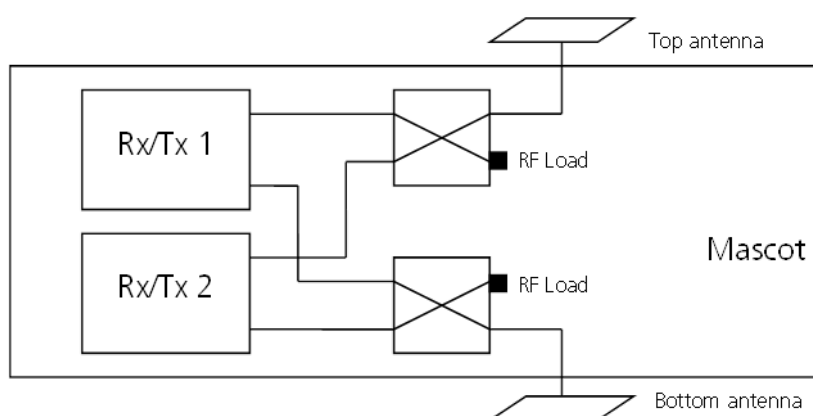 Top antenna
Rx/Tx 1
RF Load
Mascot
Rx/Tx 2
RF Load
Bottom antenna